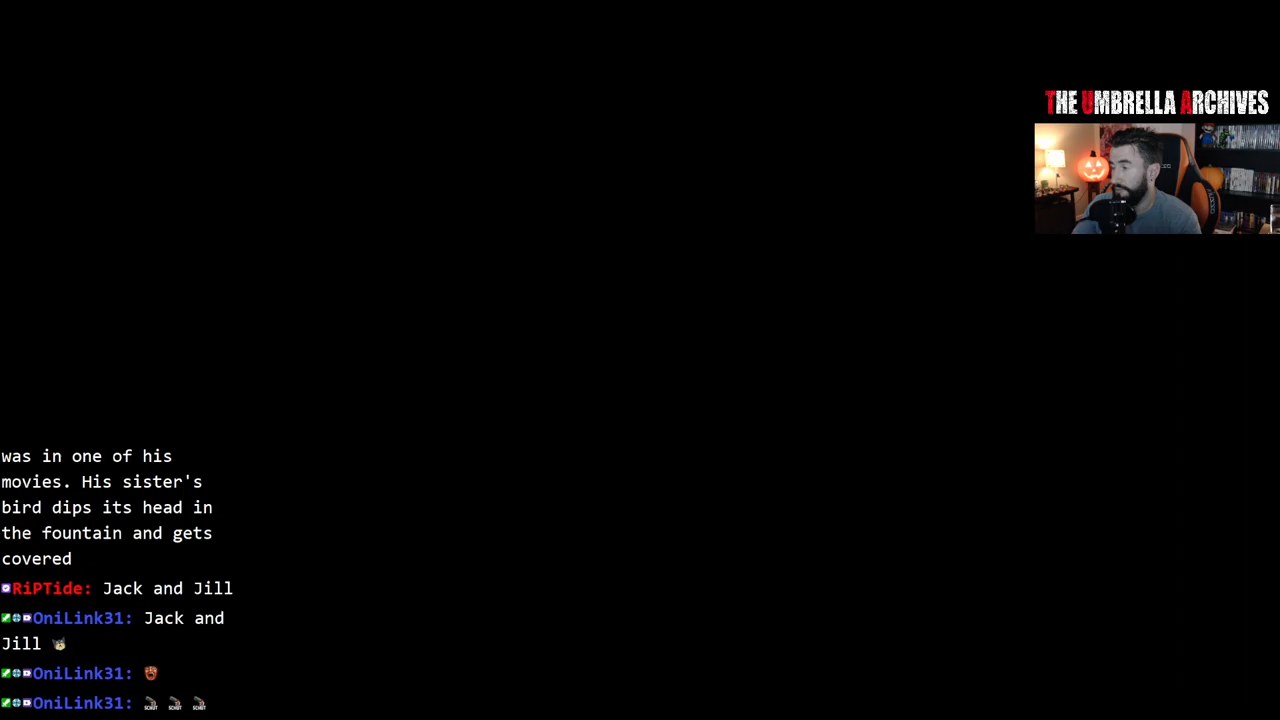 THE UMBRELLA ARCHIVES
was in one of his
movies. His sister's
bird dips its head in
the fountain and gets
covered
RiPTide: Jack and Jill
OniLink31: Jack and
Jill
OniLink31:
OniLink31: